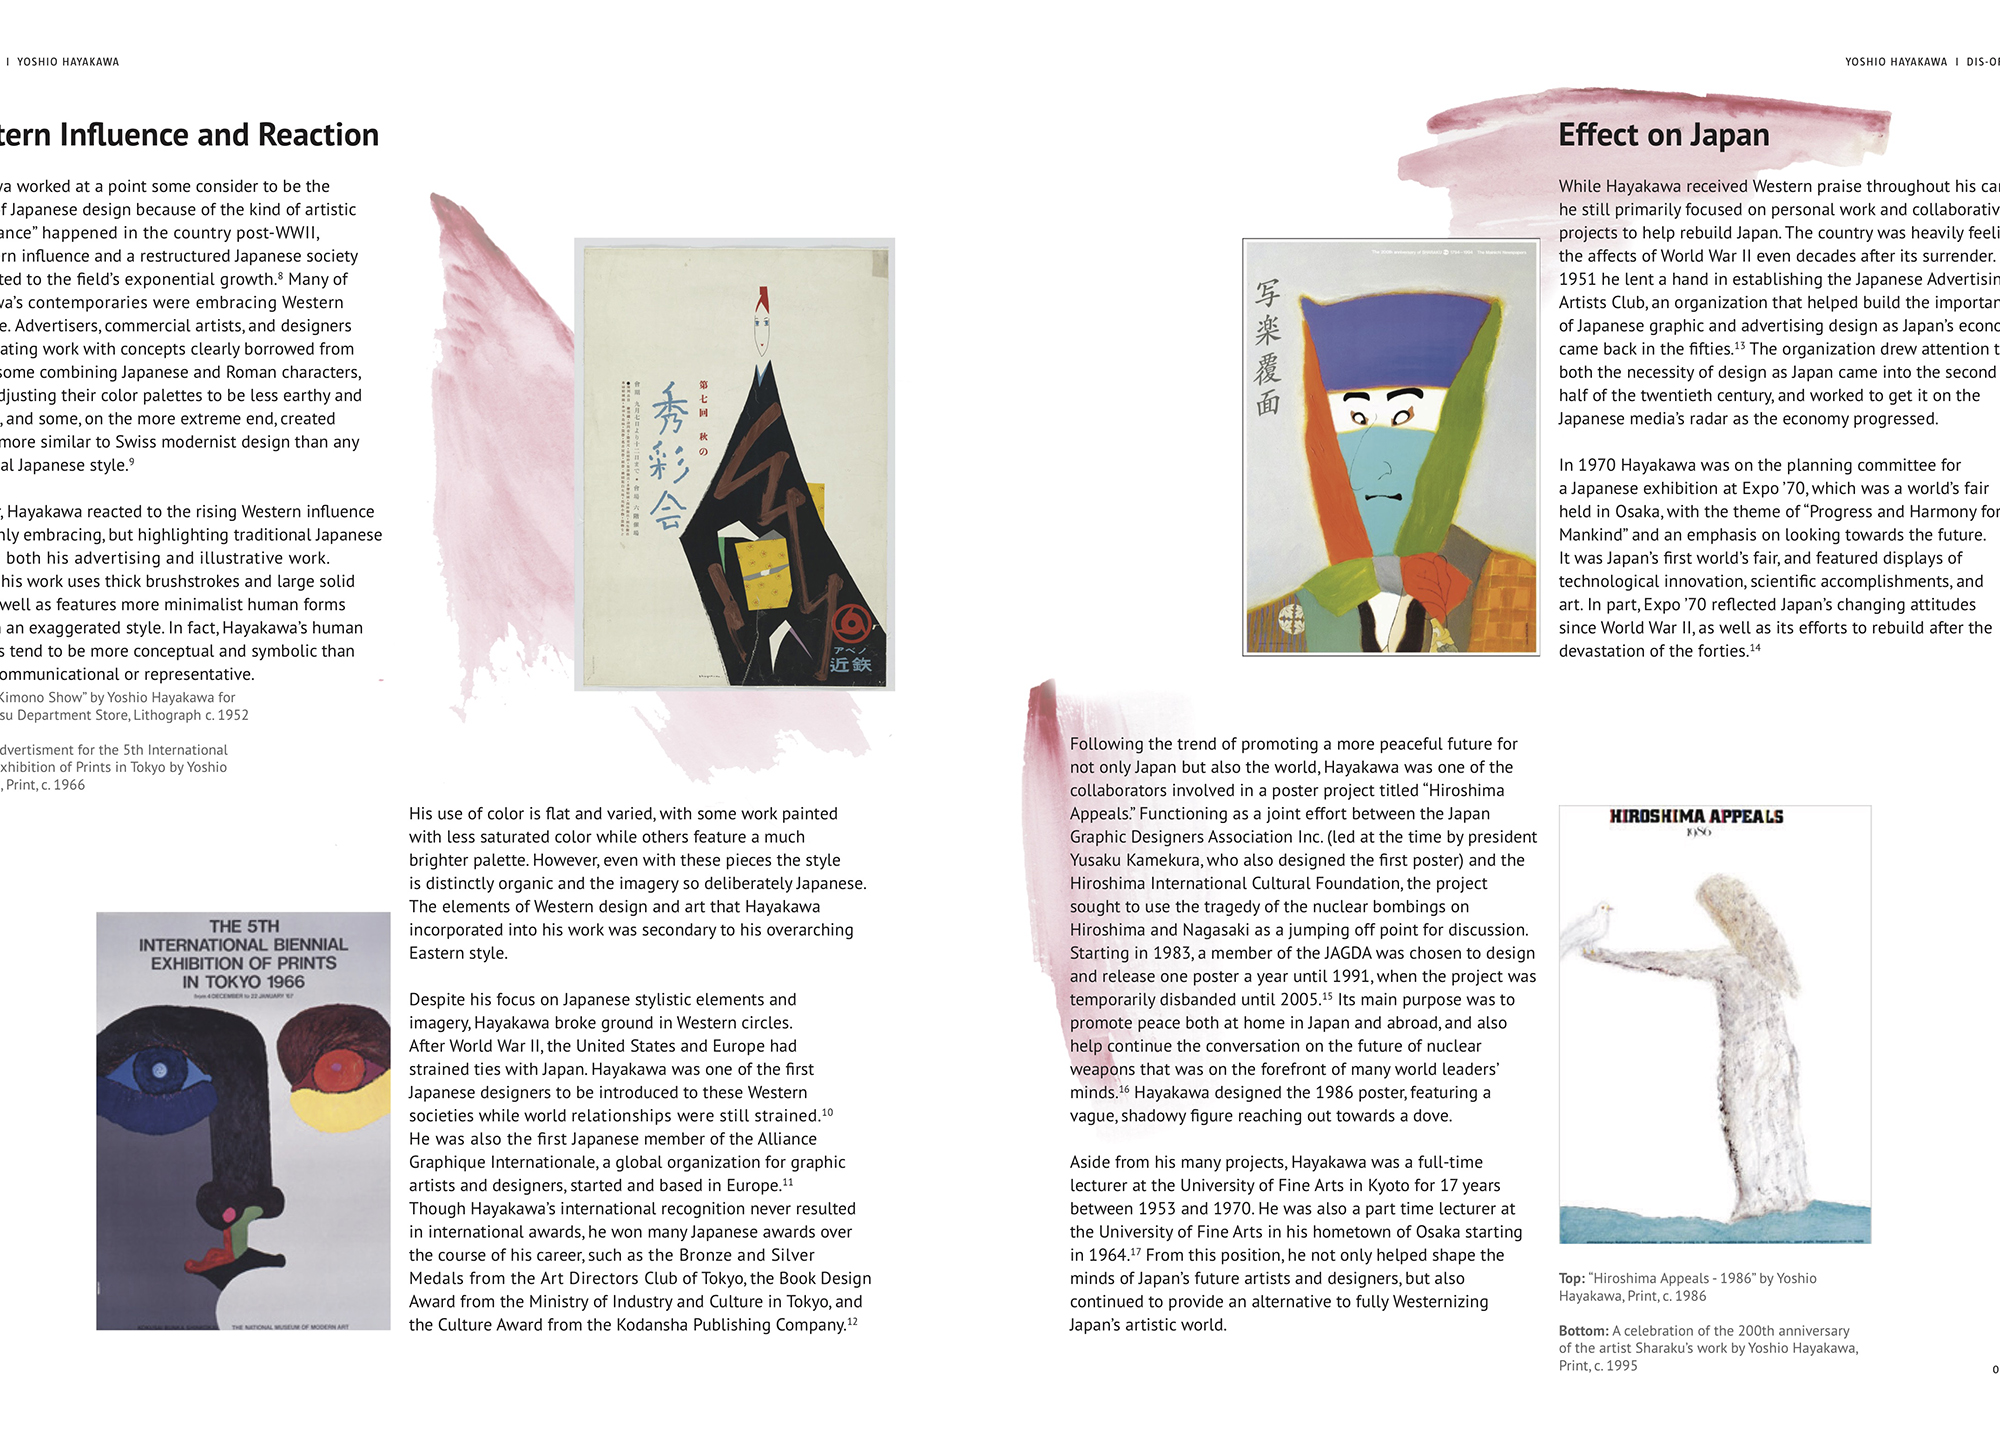 I YOSHIO HAYAKAWA
YOSHIO HAYAKAWA I DIS-O
tern Influence and Reaction
va worked at a point some consider to be the
f Japanese design because of the kind of artistic
ance” happened in the country post-WWII,
rn influence and a restructured Japanese society
ted to the field’s exponential growth.8 Many of
wa’s contemporaries were embracing Western
e. Advertisers, commercial artists, and designers
ating work with concepts clearly borrowed from
some combining Japanese and Roman characters,
djusting their color palettes to be less earthy and
, and some, on the more extreme end, created
more similar to Swiss modernist design than any
al Japanese style.9
, Hayakawa reacted to the rising Western influence
nly embracing, but highlighting traditional Japanese
both his advertising and illustrative work.
his work uses thick brushstrokes and large solid
well as features more minimalist human forms
an exaggerated style. In fact, Hayakawa’s human
s tend to be more conceptual and symbolic than
ommunicational or representative.
Kimono Show” by Yoshio Hayakawa for
su Department Store, Lithograph c. 1952
dvertisment for the 5th International
xhibition of Prints in Tokyo by Yoshio
, Print, c. 1966
THE 5TH
INTERNATIONAL BIENNIAL
EXHIBITION OF PRINTS
IN TOKYO 1966
from 4 DECEMBER to 22 JANUARY '67
THE NATIONAL MUSEUM OF MODERN ART
第七回 秋の
秀彩会
アベノ
近鉄
His use of color is flat and varied, with some work painted
with less saturated color while others feature a much
brighter palette. However, even with these pieces the style
is distinctly organic and the imagery so deliberately Japanese.
The elements of Western design and art that Hayakawa
incorporated into his work was secondary to his overarching
Eastern style.
Despite his focus on Japanese stylistic elements and
imagery, Hayakawa broke ground in Western circles.
After World War II, the United States and Europe had
strained ties with Japan. Hayakawa was one of the first
Japanese designers to be introduced to these Western
societies while world relationships were still strained.10
He was also the first Japanese member of the Alliance
Graphique Internationale, a global organization for graphic
artists and designers, started and based in Europe.11
Though Hayakawa’s international recognition never resulted
in international awards, he won many Japanese awards over
the course of his career, such as the Bronze and Silver
Medals from the Art Directors Club of Tokyo, the Book Design
Award from the Ministry of Industry and Culture in Tokyo, and
the Culture Award from the Kodansha Publishing Company.12
写楽覆面
Following the trend of promoting a more peaceful future for
not only Japan but also the world, Hayakawa was one of the
collaborators involved in a poster project titled “Hiroshima
Appeals.” Functioning as a joint effort between the Japan
Graphic Designers Association Inc. (led at the time by president
Yusaku Kamekura, who also designed the first poster) and the
Hiroshima International Cultural Foundation, the project
sought to use the tragedy of the nuclear bombings on
Hiroshima and Nagasaki as a jumping off point for discussion.
Starting in 1983, a member of the JAGDA was chosen to design
and release one poster a year until 1991, when the project was
temporarily disbanded until 2005.15 Its main purpose was to
promote peace both at home in Japan and abroad, and also
help continue the conversation on the future of nuclear
weapons that was on the forefront of many world leaders’
minds.16 Hayakawa designed the 1986 poster, featuring a
vague, shadowy figure reaching out towards a dove.
Aside from his many projects, Hayakawa was a full-time
lecturer at the University of Fine Arts in Kyoto for 17 years
between 1953 and 1970. He was also a part time lecturer at
the University of Fine Arts in his hometown of Osaka starting
in 1964.17 From this position, he not only helped shape the
minds of Japan’s future artists and designers, but also
continued to provide an alternative to fully Westernizing
Japan’s artistic world.
Effect on Japan
While Hayakawa received Western praise throughout his car
he still primarily focused on personal work and collaborativ
projects to help rebuild Japan. The country was heavily feeli
the affects of World War II even decades after its surrender.
1951 he lent a hand in establishing the Japanese Advertisin
Artists Club, an organization that helped build the importan
of Japanese graphic and advertising design as Japan’s econo
came back in the fifties.13 The organization drew attention t
both the necessity of design as Japan came into the second
half of the twentieth century, and worked to get it on the
Japanese media’s radar as the economy progressed.
In 1970 Hayakawa was on the planning committee for
a Japanese exhibition at Expo ’70, which was a world’s fair
held in Osaka, with the theme of “Progress and Harmony for
Mankind” and an emphasis on looking towards the future.
It was Japan’s first world’s fair, and featured displays of
technological innovation, scientific accomplishments, and
art. In part, Expo ’70 reflected Japan’s changing attitudes
since World War II, as well as its efforts to rebuild after the
devastation of the forties.14
HIROSHIMA APPEALS
1986
Top: “Hiroshima Appeals - 1986” by Yoshio
Hayakawa, Print, c. 1986
Bottom: A celebration of the 200th anniversary
of the artist Sharaku’s work by Yoshio Hayakawa,
Print, c. 1995
0